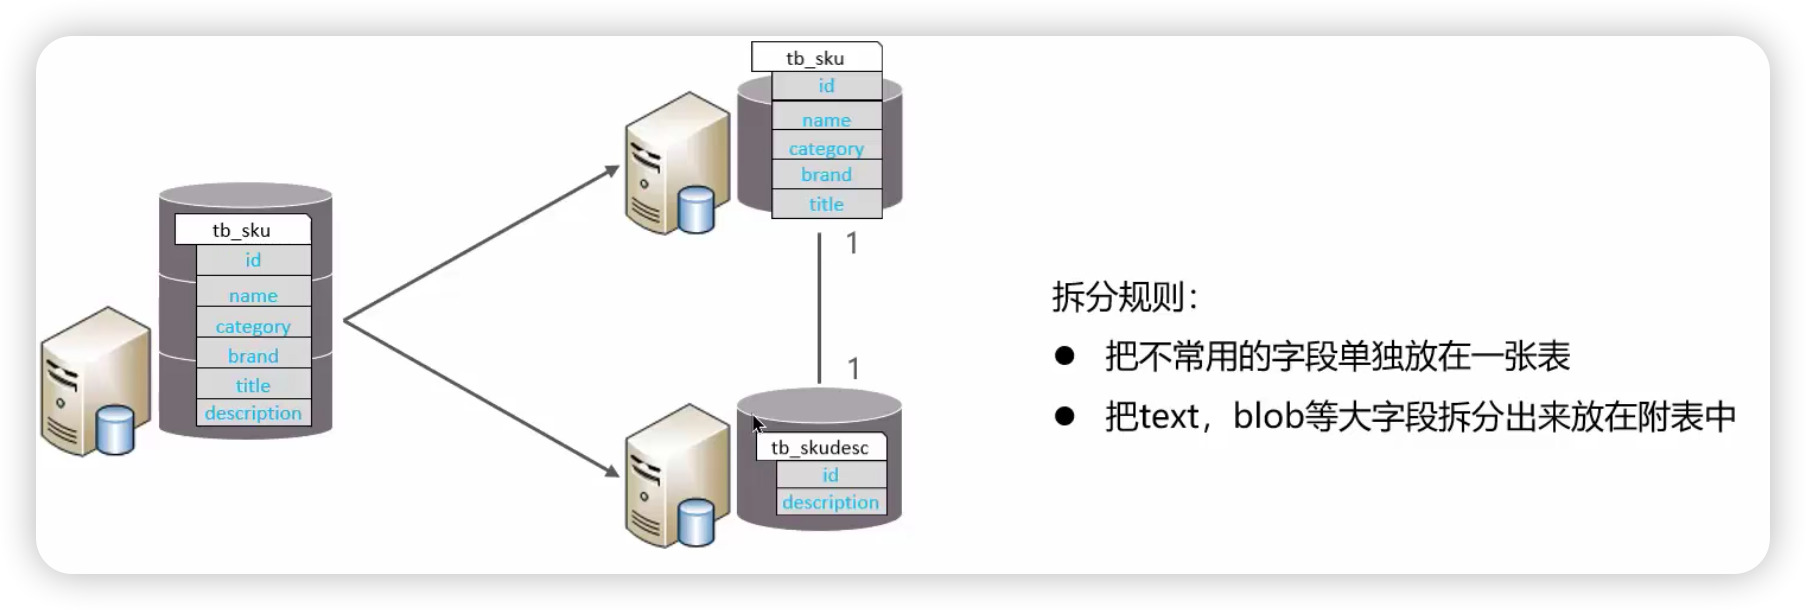 tb_sku
id
name
category
brand
title
description
tb_sku
id
name
category
brand
title
1
1
tb_skudesc
id
description
拆分规则：
● 把不常用的字段单独放在一张表
● 把text，blob等大字段拆分出来放在附表中